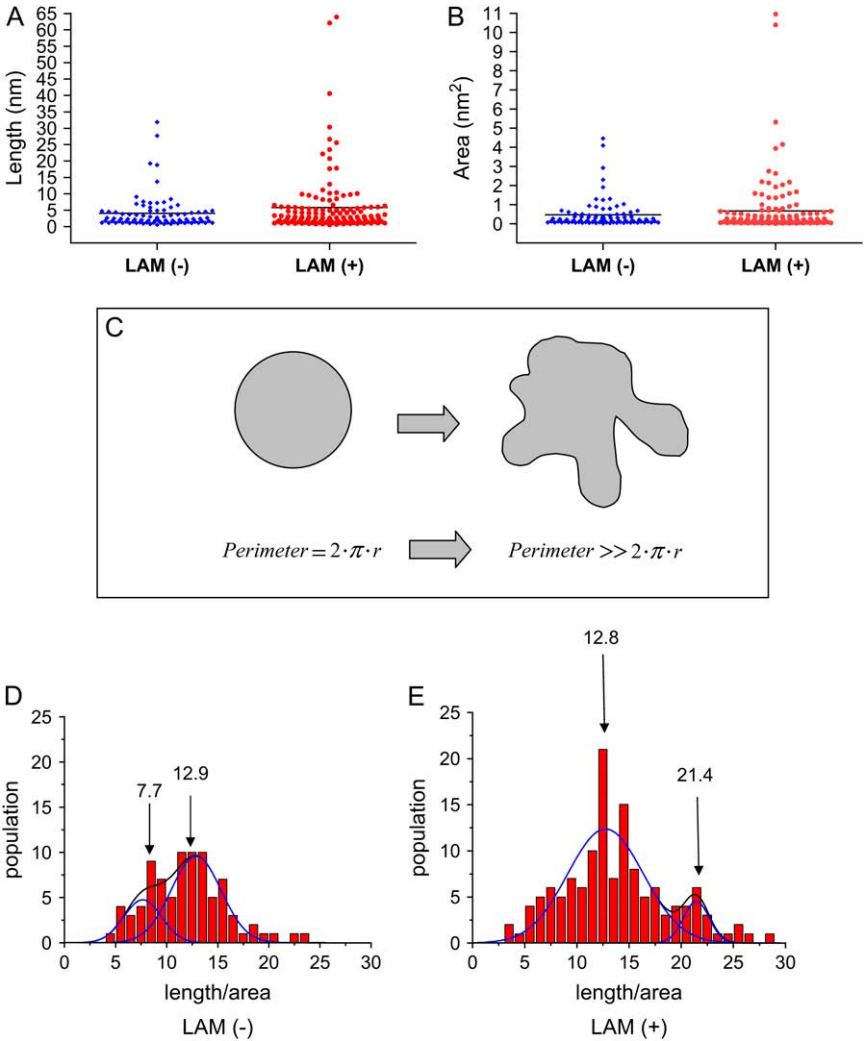 A
Length (nm)
65
60
55
50
45
40
35
30
25
20
15
10
5
0
LAM (-)
LAM (+)
B
Area (nm²)
11
10
9
8
7
6
5
4
3
2
1
0
LAM (-)
LAM (+)
C
Perimeter = 2·π·r
Perimeter >> 2·π·r
D
population
25
20
15
10
5
0
7.7
12.9
0 5 10 15 20 25 30
length/area
LAM (-)
E
population
25
20
15
10
5
0
12.8
21.4
0 5 10 15 20 25 30
length/area
LAM (+)